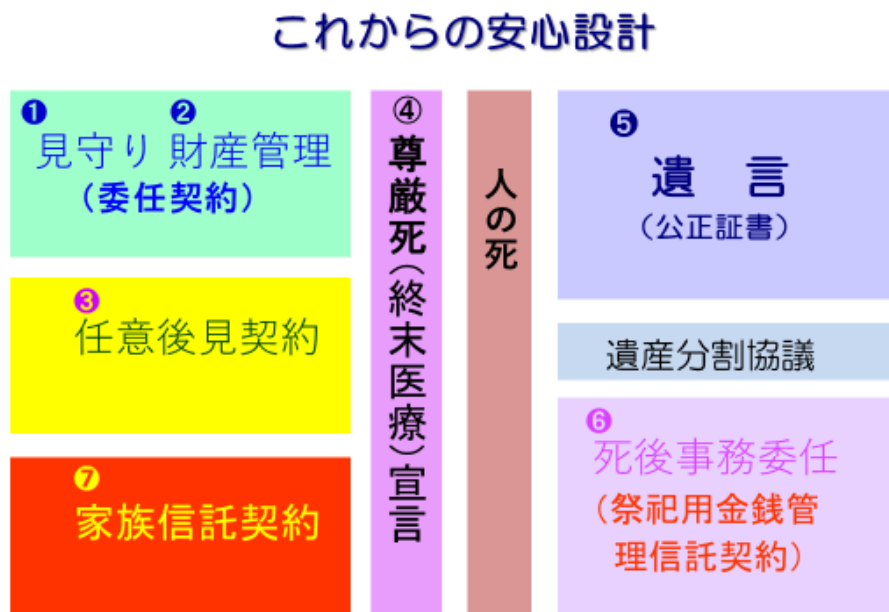 これからの安心設計
❶ ❷
見守り 財産管理
（委任契約）
❸
任意後見契約
❼
家族信託契約
④
尊厳死（終末医療）宣言
人の死
❺
遺　言
（公正証書）
遺産分割協議
❻
死後事務委任
（祭祀用金銭管
理信託契約）